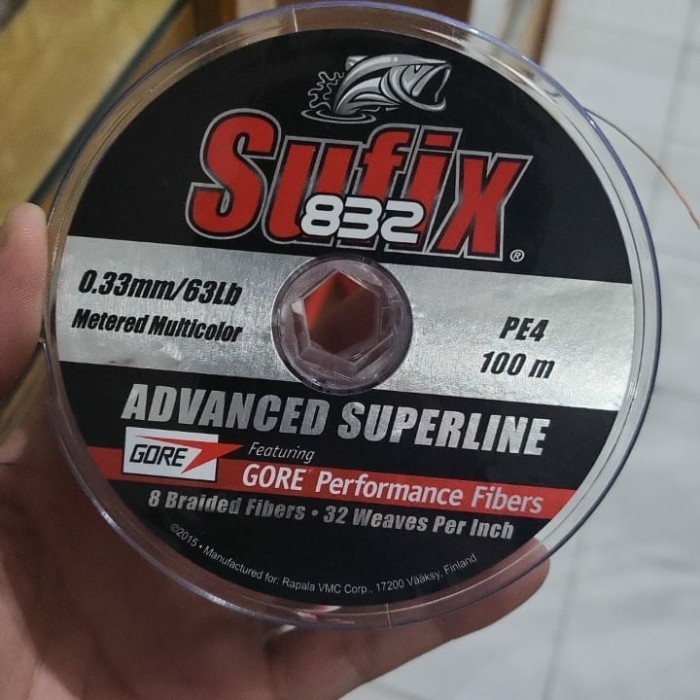 Sufix
832
®
0.33mm/63Lb
Metered Multicolor
PE4
100 m
ADVANCED SUPERLINE
GORE
Featuring
GORE® Performance Fibers
8 Braided Fibers • 32 Weaves Per Inch
©2015 • Manufactured for: Rapala VMC Corp., 17200 Vääksy, Finland